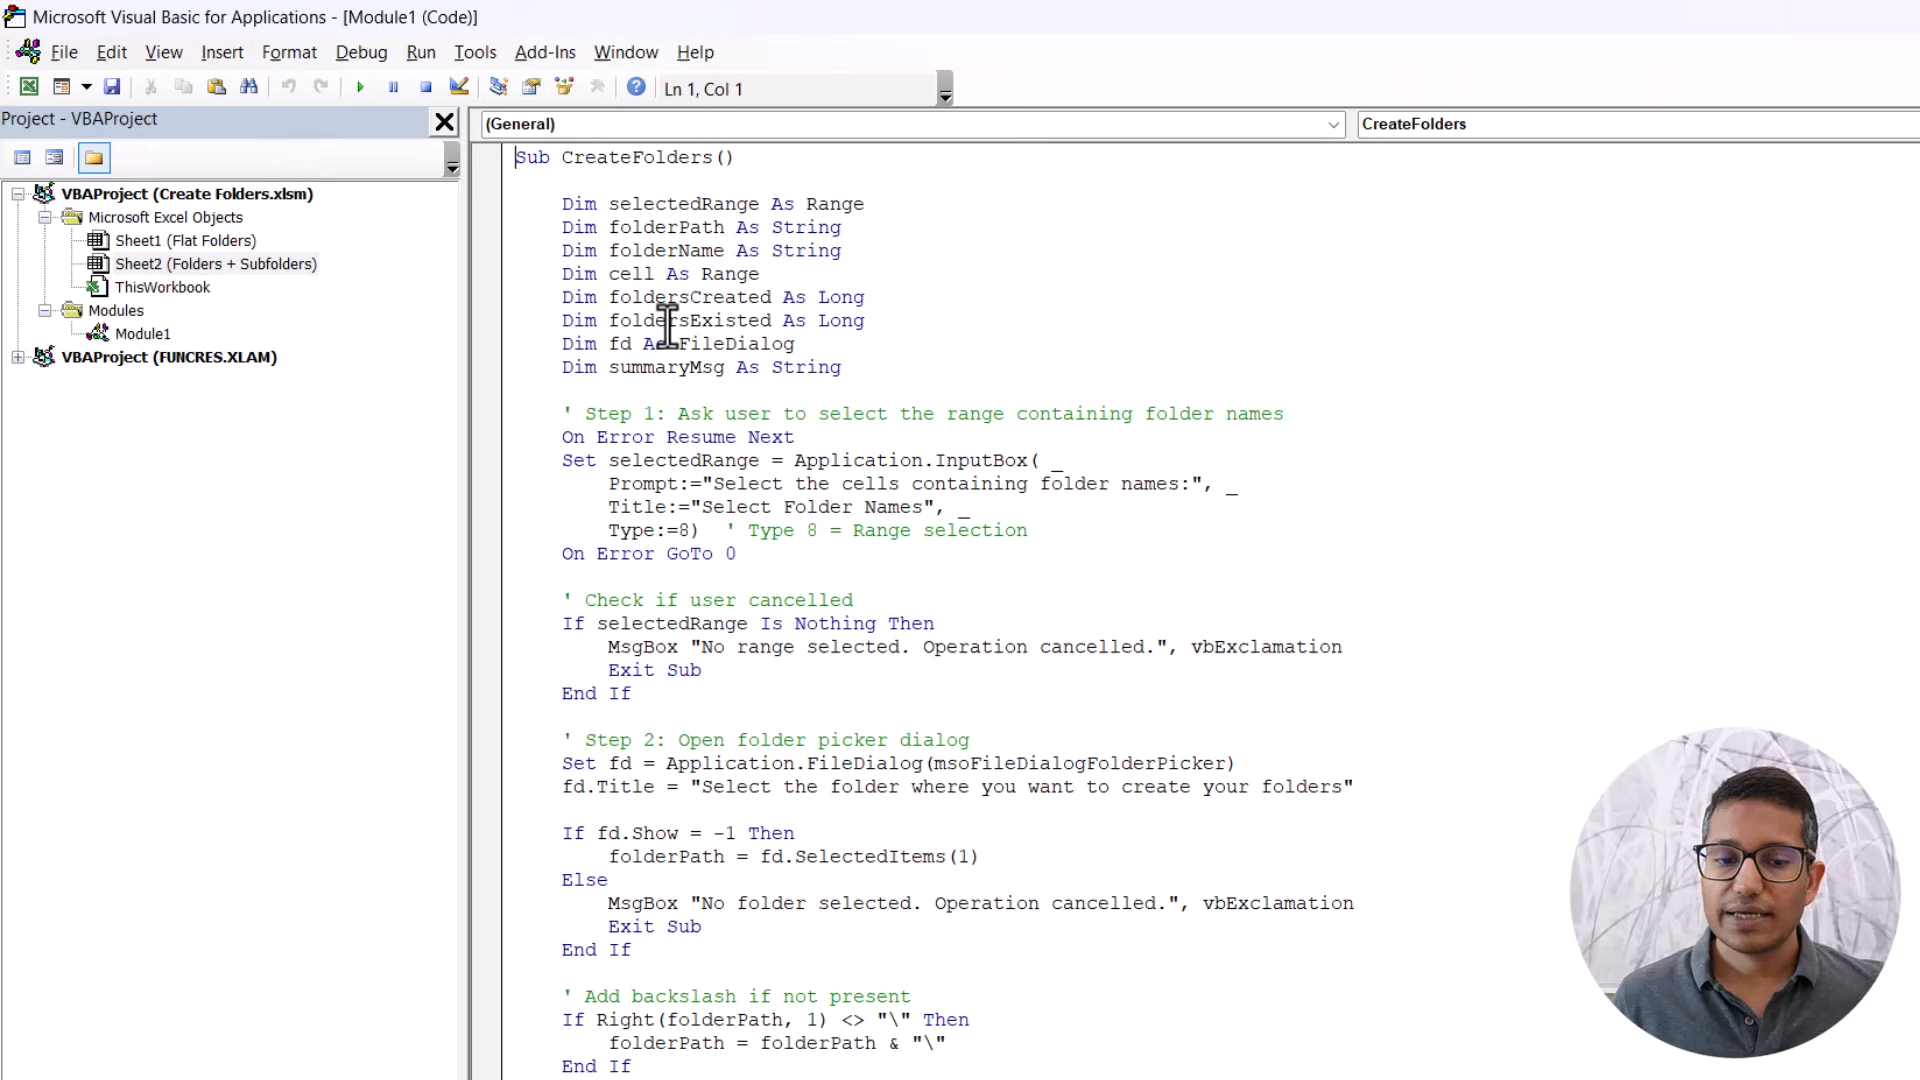 Microsoft Visual Basic for Applications - [Module1 (Code)]
File Edit View Insert Format Debug Run Tools Add-Ins Window Help
Ln 1, Col 1
Project - VBAProject
(General)
CreateFolders
VBAProject (Create Folders.xlsm)
Microsoft Excel Objects
Sheet1 (Flat Folders)
Sheet2 (Folders + Subfolders)
ThisWorkbook
Modules
Module1
VBAProject (FUNCRES.XLAM)
Sub CreateFolders()
Dim selectedRange As Range
Dim folderPath As String
Dim folderName As String
Dim cell As Range
Dim foldersCreated As Long
Dim foldersExisted As Long
Dim fd As FileDialog
Dim summaryMsg As String
' Step 1: Ask user to select the range containing folder names
On Error Resume Next
Set selectedRange = Application.InputBox( _
Prompt:="Select the cells containing folder names:", _
Title:="Select Folder Names", _
Type:=8)  ' Type 8 = Range selection
On Error GoTo 0
' Check if user cancelled
If selectedRange Is Nothing Then
MsgBox "No range selected. Operation cancelled.", vbExclamation
Exit Sub
End If
' Step 2: Open folder picker dialog
Set fd = Application.FileDialog(msoFileDialogFolderPicker)
fd.Title = "Select the folder where you want to create your folders"
If fd.Show = -1 Then
folderPath = fd.SelectedItems(1)
Else
MsgBox "No folder selected. Operation cancelled.", vbExclamation
Exit Sub
End If
' Add backslash if not present
If Right(folderPath, 1) <> "\" Then
folderPath = folderPath & "\"
End If